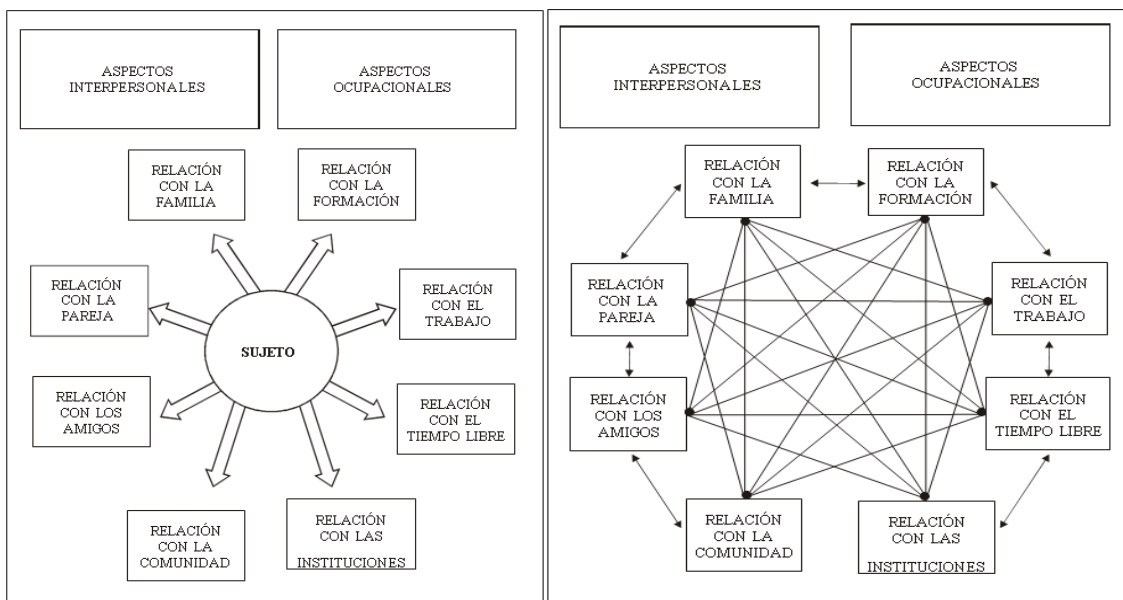 ASPECTOS
INTERPERSONALES
ASPECTOS
OCUPACIONALES
RELACIÓN
CON LA
FAMILIA
RELACIÓN
CON LA
FORMACIÓN
RELACIÓN
CON LA
PAREJA
RELACIÓN
CON EL
TRABAJO
SUJETO
RELACIÓN
CON LOS
AMIGOS
RELACIÓN
CON EL
TIEMPO LIBRE
RELACIÓN
CON LA
COMUNIDAD
RELACIÓN
CON LAS
INSTITUCIONES
ASPECTOS
INTERPERSONALES
ASPECTOS
OCUPACIONALES
RELACIÓN
CON LA
FAMILIA
RELACIÓN
CON LA
FORMACIÓN
RELACIÓN
CON LA
PAREJA
RELACIÓN
CON EL
TRABAJO
RELACIÓN
CON LOS
AMIGOS
RELACIÓN
CON EL
TIEMPO LIBRE
RELACIÓN
CON LA
COMUNIDAD
RELACIÓN
CON LAS
INSTITUCIONES